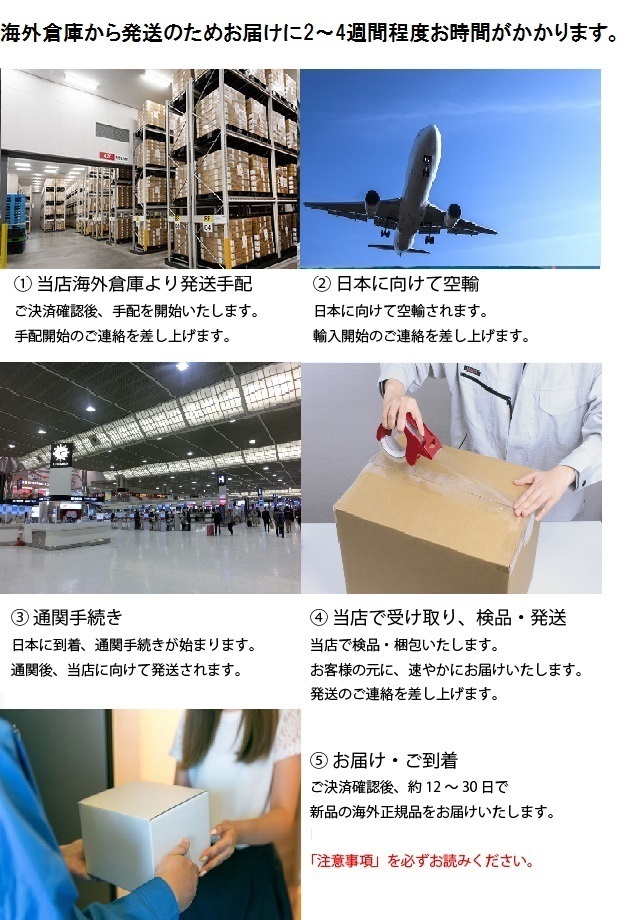 海外倉庫から発送のためお届けに2～4週間程度お時間がかかります。
① 当店海外倉庫より発送手配
ご決済確認後、手配を開始いたします。
手配開始のご連絡を差し上げます。
② 日本に向けて空輸
日本に向けて空輸されます。
輸入開始のご連絡を差し上げます。
③ 通関手続き
日本に到着、通関手続きが始まります。
通関後、当店に向けて発送されます。
④ 当店で受け取り、検品・発送
当店で検品・梱包いたします。
お客様の元に、速やかにお届けいたします。
発送のご連絡を差し上げます。
⑤ お届け・ご到着
ご決済確認後、約 12 ～ 30 日で
新品の海外正規品をお届けいたします。
「注意事項」を必ずお読みください。